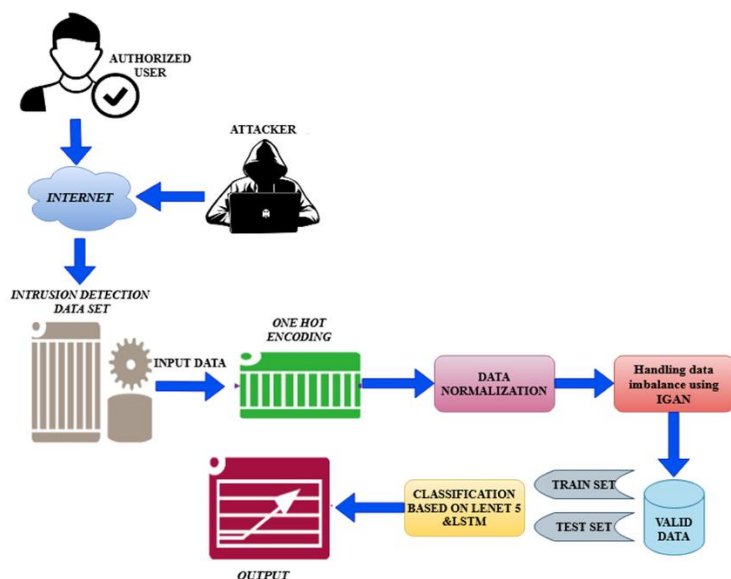 AUTHORIZED
USER
ATTACKER
INTERNET
INTRUSION DETECTION
DATA SET
ONE HOT
ENCODING
INPUT DATA
DATA
NORMALIZATION
Handling data
imbalance using
IGAN
TRAIN SET
TEST SET
VALID
DATA
CLASSIFICATION
BASED ON LENET 5
&LSTM
OUTPUT